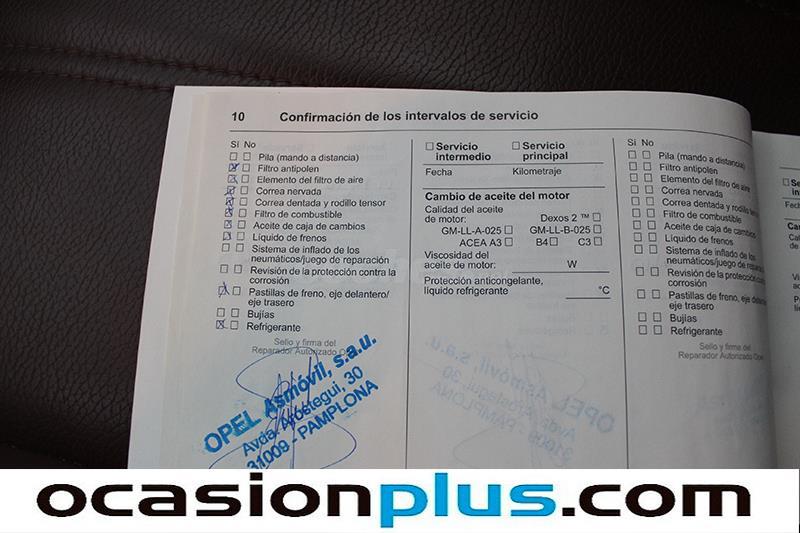 10 Confirmación de los intervalos de servicio
Sí No
Pila (mando a distancia)
Filtro antipolen
Elemento del filtro de aire
Correa nervada
Correa dentada y rodillo tensor
Filtro de combustible
Aceite de caja de cambios
Líquido de frenos
Sistema de inflado de los
neumáticos/juego de reparación
Revisión de la protección contra la
corrosión
Pastillas de freno, eje delantero/
eje trasero
Bujías
Refrigerante
Sello y firma del
Reparador Autorizado
OPEL Asmóvil, s.a.u.
Avda. Aróstegui, 30
31009 - PAMPLONA
Servicio
intermedio
Servicio
principal
Fecha Kilometraje
Cambio de aceite del motor
Calidad del aceite
de motor: Dexos 2 ™
GM-LL-A-025 GM-LL-B-025
ACEA A3 B4 C3
Viscosidad del
aceite de motor: W
Protección anticongelante,
líquido refrigerante °C
Sí No
Pila (mando a distancia)
Filtro antipolen
Elemento del filtro de aire
Correa nervada
Correa dentada y rodillo tensor
Filtro de combustible
Aceite de caja de cambios
Líquido de frenos
Sistema de inflado de los
neumáticos/juego de reparación
Revisión de la protección contra la
corrosión
Pastillas de freno, eje delantero/
eje trasero
Bujías
Refrigerante
Sello y firma del
Reparador Autorizado Opel
ocasionplus.com